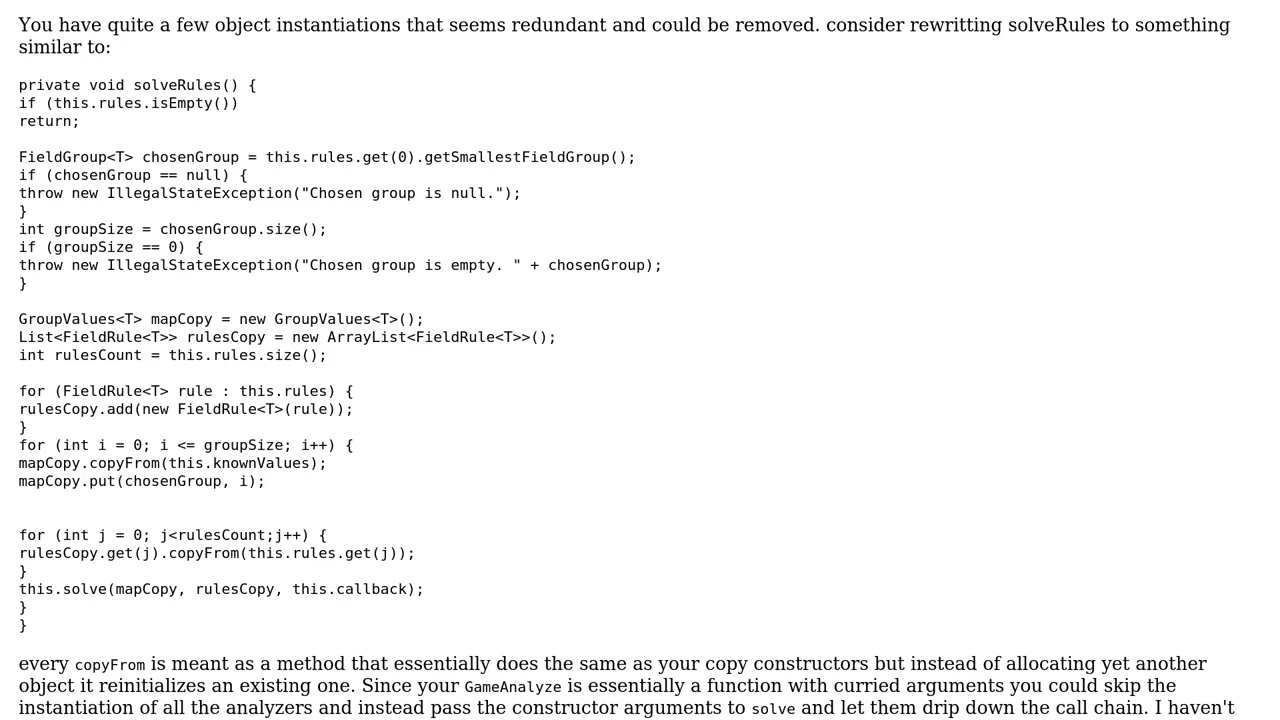 You have quite a few object instantiations that seems redundant and could be removed. consider rewritting solveRules to something
similar to:
private void solveRules() {
if (this.rules.isEmpty())
return;
FieldGroup<T> chosenGroup = this.rules.get(0).getSmallestFieldGroup();
if (chosenGroup == null) {
throw new IllegalStateException("Chosen group is null.");
}
int groupSize = chosenGroup.size();
if (groupSize == 0) {
throw new IllegalStateException("Chosen group is empty. " + chosenGroup);
}
GroupValues<T> mapCopy = new GroupValues<T>();
List<FieldRule<T>> rulesCopy = new ArrayList<FieldRule<T>>();
int rulesCount = this.rules.size();
for (FieldRule<T> rule : this.rules) {
rulesCopy.add(new FieldRule<T>(rule));
}
for (int i = 0; i <= groupSize; i++) {
mapCopy.copyFrom(this.knownValues);
mapCopy.put(chosenGroup, i);
for (int j = 0; j<rulesCount;j++) {
rulesCopy.get(j).copyFrom(this.rules.get(j));
}
this.solve(mapCopy, rulesCopy, this.callback);
}
}
every copyFrom is meant as a method that essentially does the same as your copy constructors but instead of allocating yet another
object it reinitializes an existing one. Since your GameAnalyze is essentially a function with curried arguments you could skip the
instantiation of all the analyzers and instead pass the constructor arguments to solve and let them drip down the call chain. I haven't